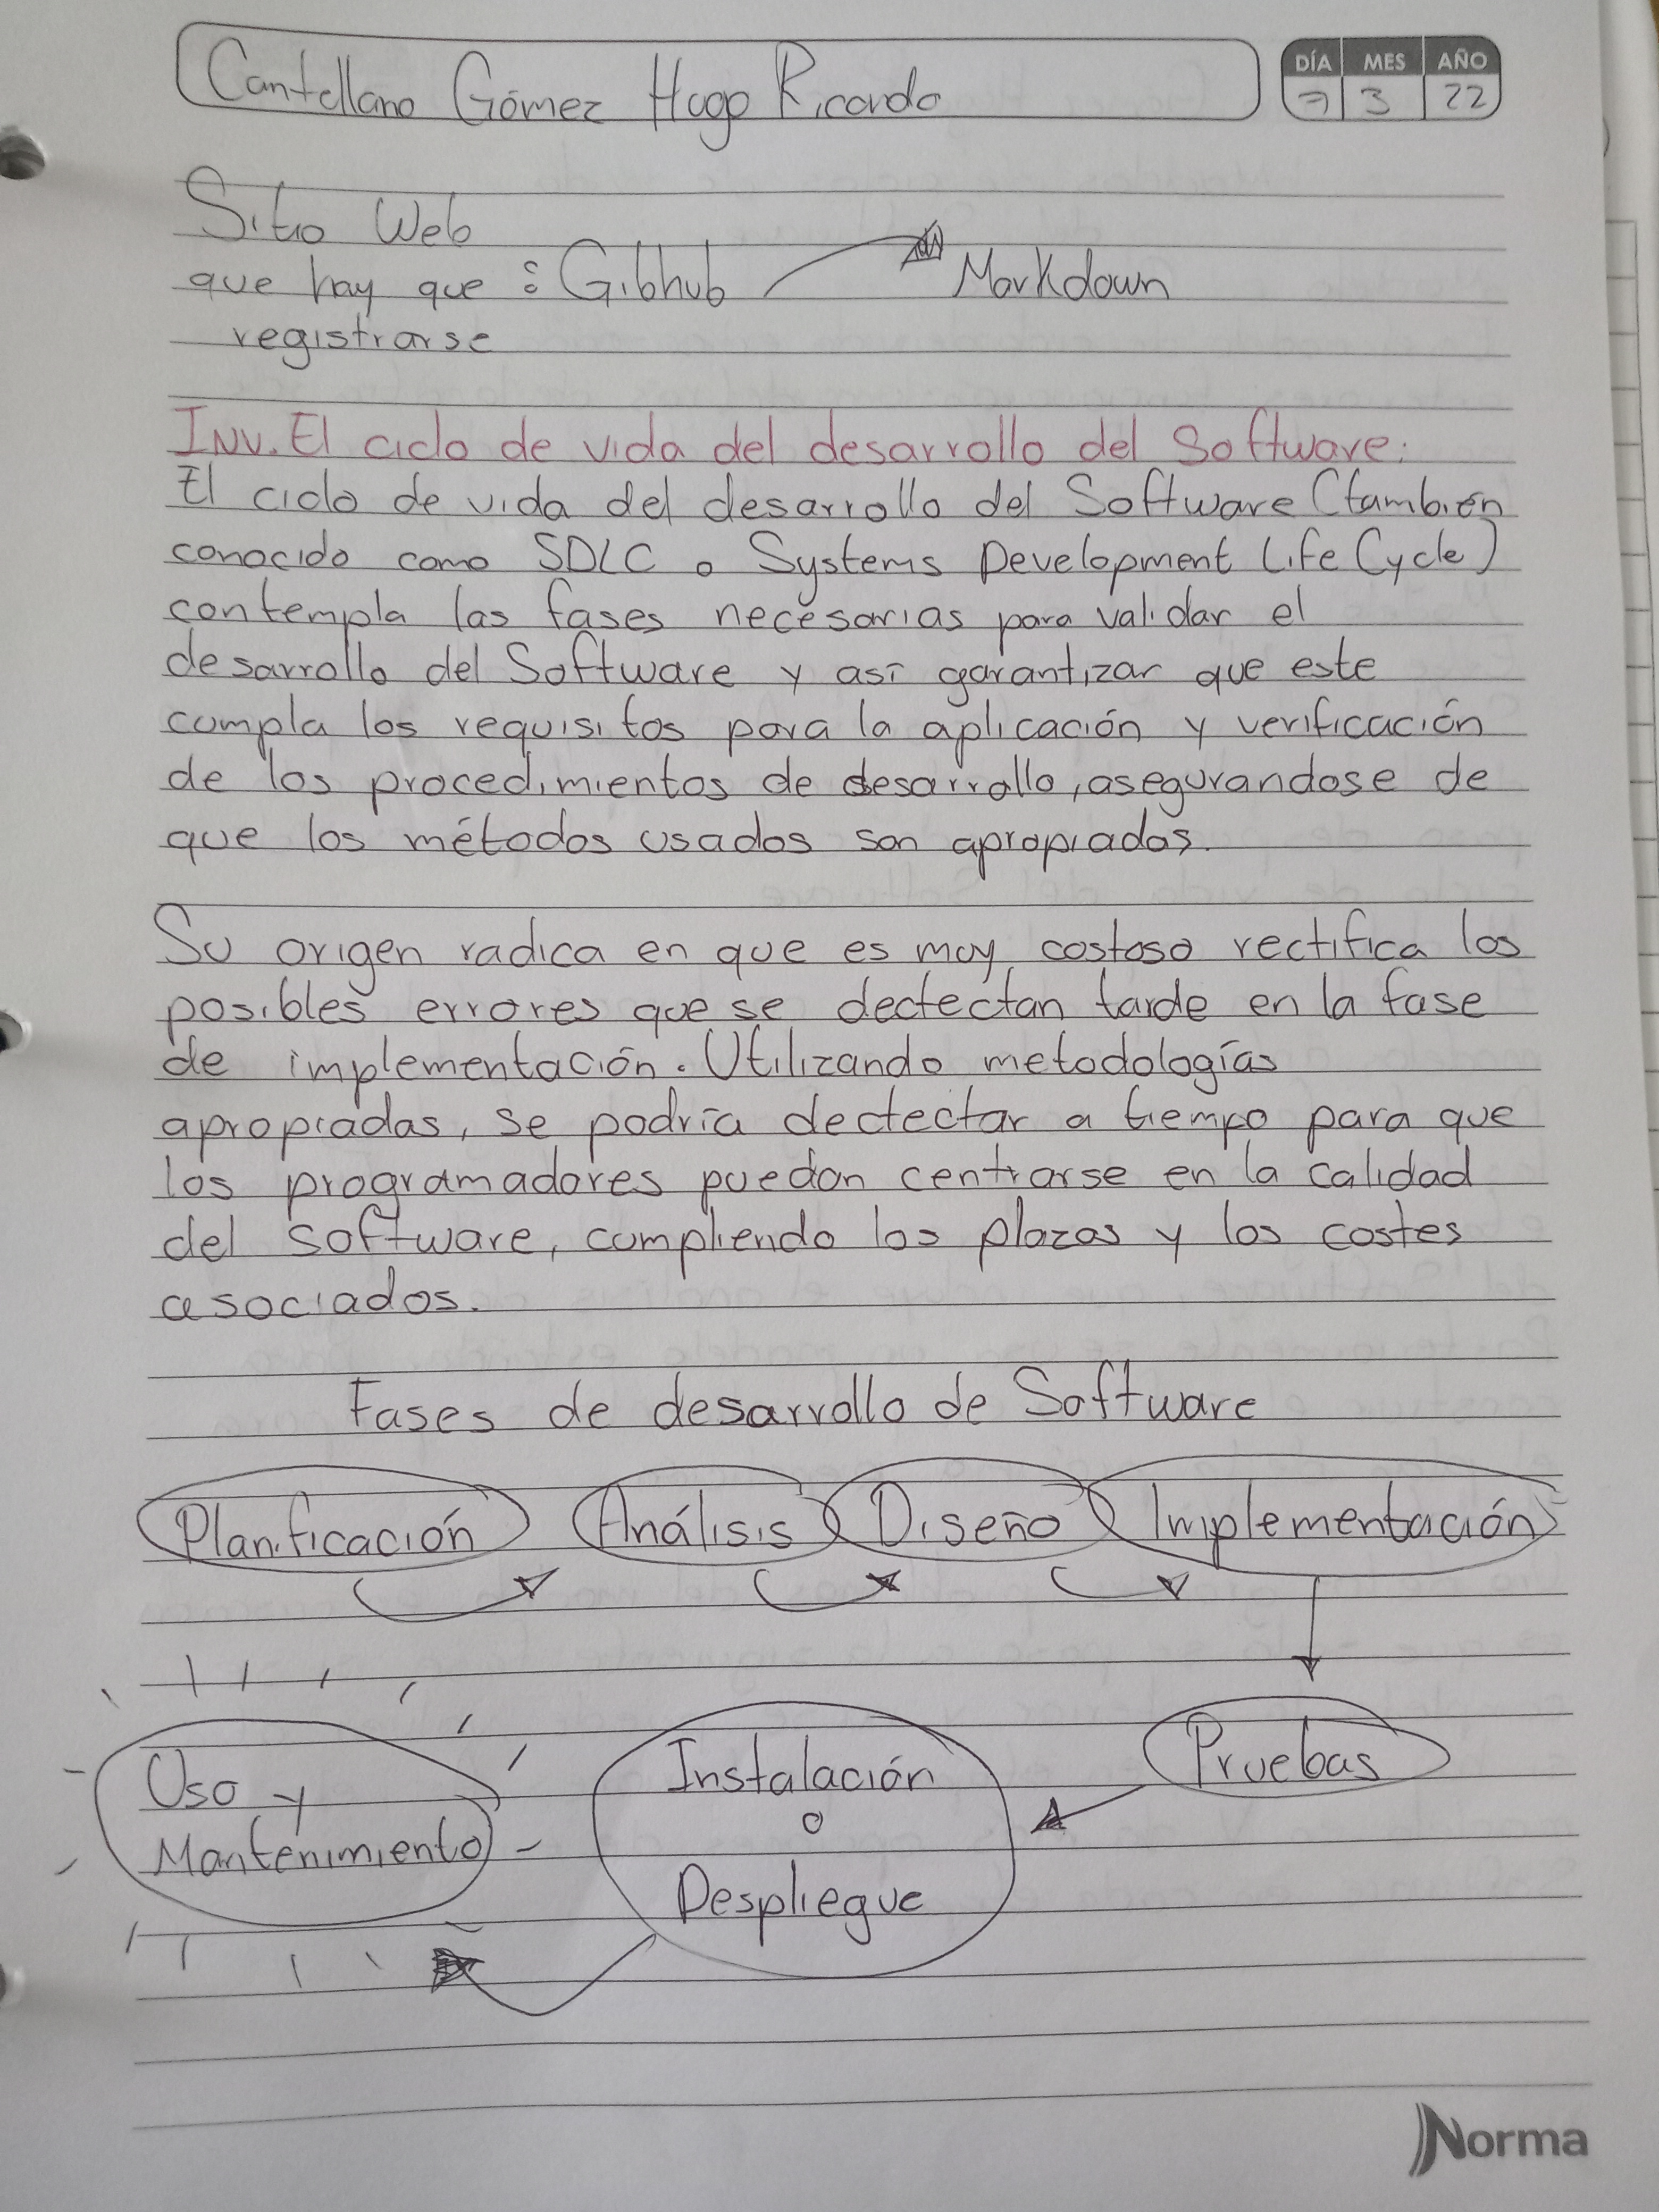 Cantellano Gómez Hugo Ricardo
DÍA MES AÑO
7 3 22
Sitio Web
que hay que : Gibhub Markdown
registrarse
Inv. El ciclo de vida del desarrollo del Software:
El ciclo de vida del desarrollo del Software (también
conocido como SDLC o Systems Development Life Cycle)
contempla las fases necesarias para validar el
desarrollo del Software y así garantizar que este
cumpla los requisitos para la aplicación y verificación
de los procedimientos de desarrollo, asegurandose de
que los métodos usados son apropiados.
Su origen radica en que es muy costoso rectifica los
posibles errores que se dectectan tarde en la fase
de implementación. Utilizando metodologías
apropiadas, se podría dectectar a tiempo para que
los programadores puedan centrarse en la calidad
del software, cumpliendo los plazos y los costes
asociados.
Fases de desarrollo de Software
Planificación Análisis Diseño Implementación
Pruebas
Instalación
o
Despliegue
Uso y
Mantenimiento
Norma